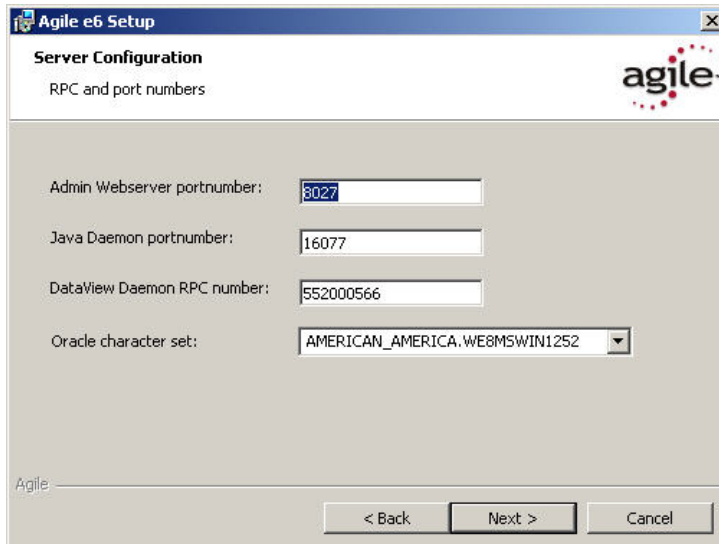 Agile e6 Setup
Server Configuration
RPC and port numbers
agile
Admin Webserver portnumber: 8027
Java Daemon portnumber: 16077
DataView Daemon RPC number: 552000566
Oracle character set: AMERICAN_AMERICA.WE8MSWIN1252
Agile
< Back Next > Cancel